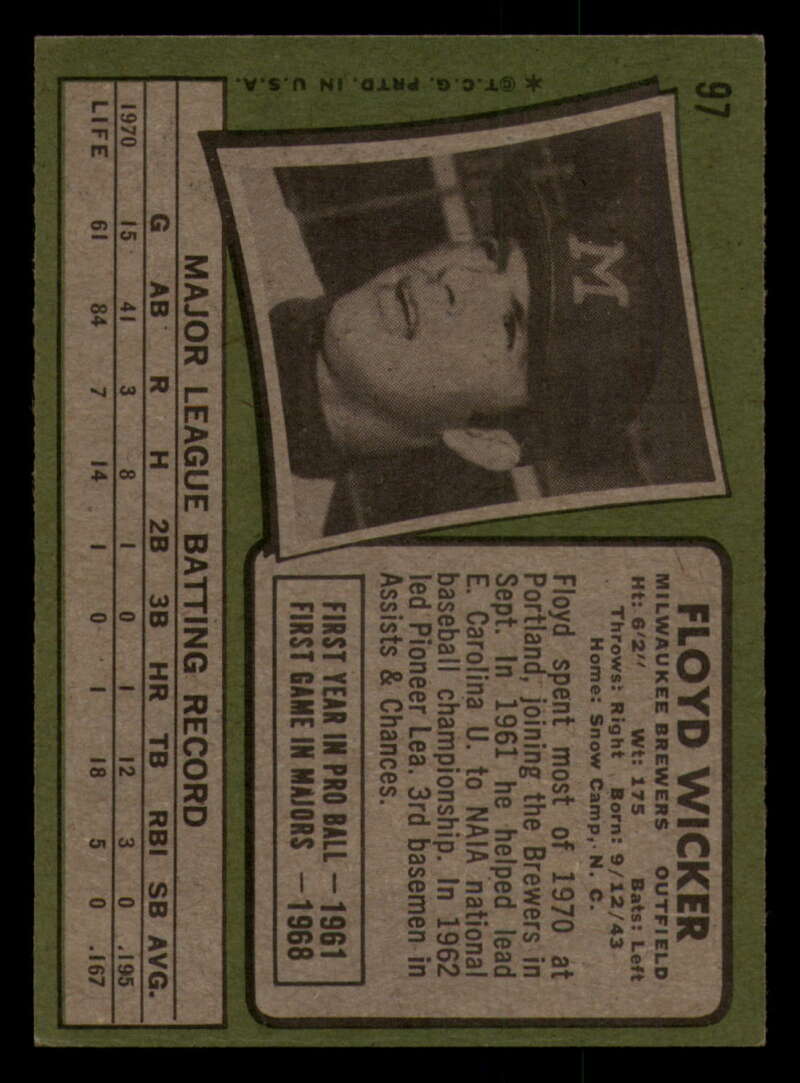 97
*©T.C.G. PRTD. IN U.S.A.
M
FLOYD WICKER
MILWAUKEE BREWERS OUTFIELD
Ht: 6'2" Wt: 175 Bats: Left
Throws: Right Born: 9/12/43
Home: Snow Camp, N. C.
Floyd spent most of 1970 at
Portland, joining the Brewers in
Sept. In 1961 he helped lead
E. Carolina U. to NAIA national
baseball championship. In 1962
led Pioneer Lea. 3rd basemen in
Assists & Chances.
FIRST YEAR IN PRO BALL — 1961
FIRST GAME IN MAJORS — 1968
MAJOR LEAGUE BATTING RECORD
G AB R H 2B 3B HR TB RBI SB AVG.
1970 15 41 3 8 1 0 1 12 3 0 .195
LIFE 61 84 7 14 1 0 1 18 5 0 .167